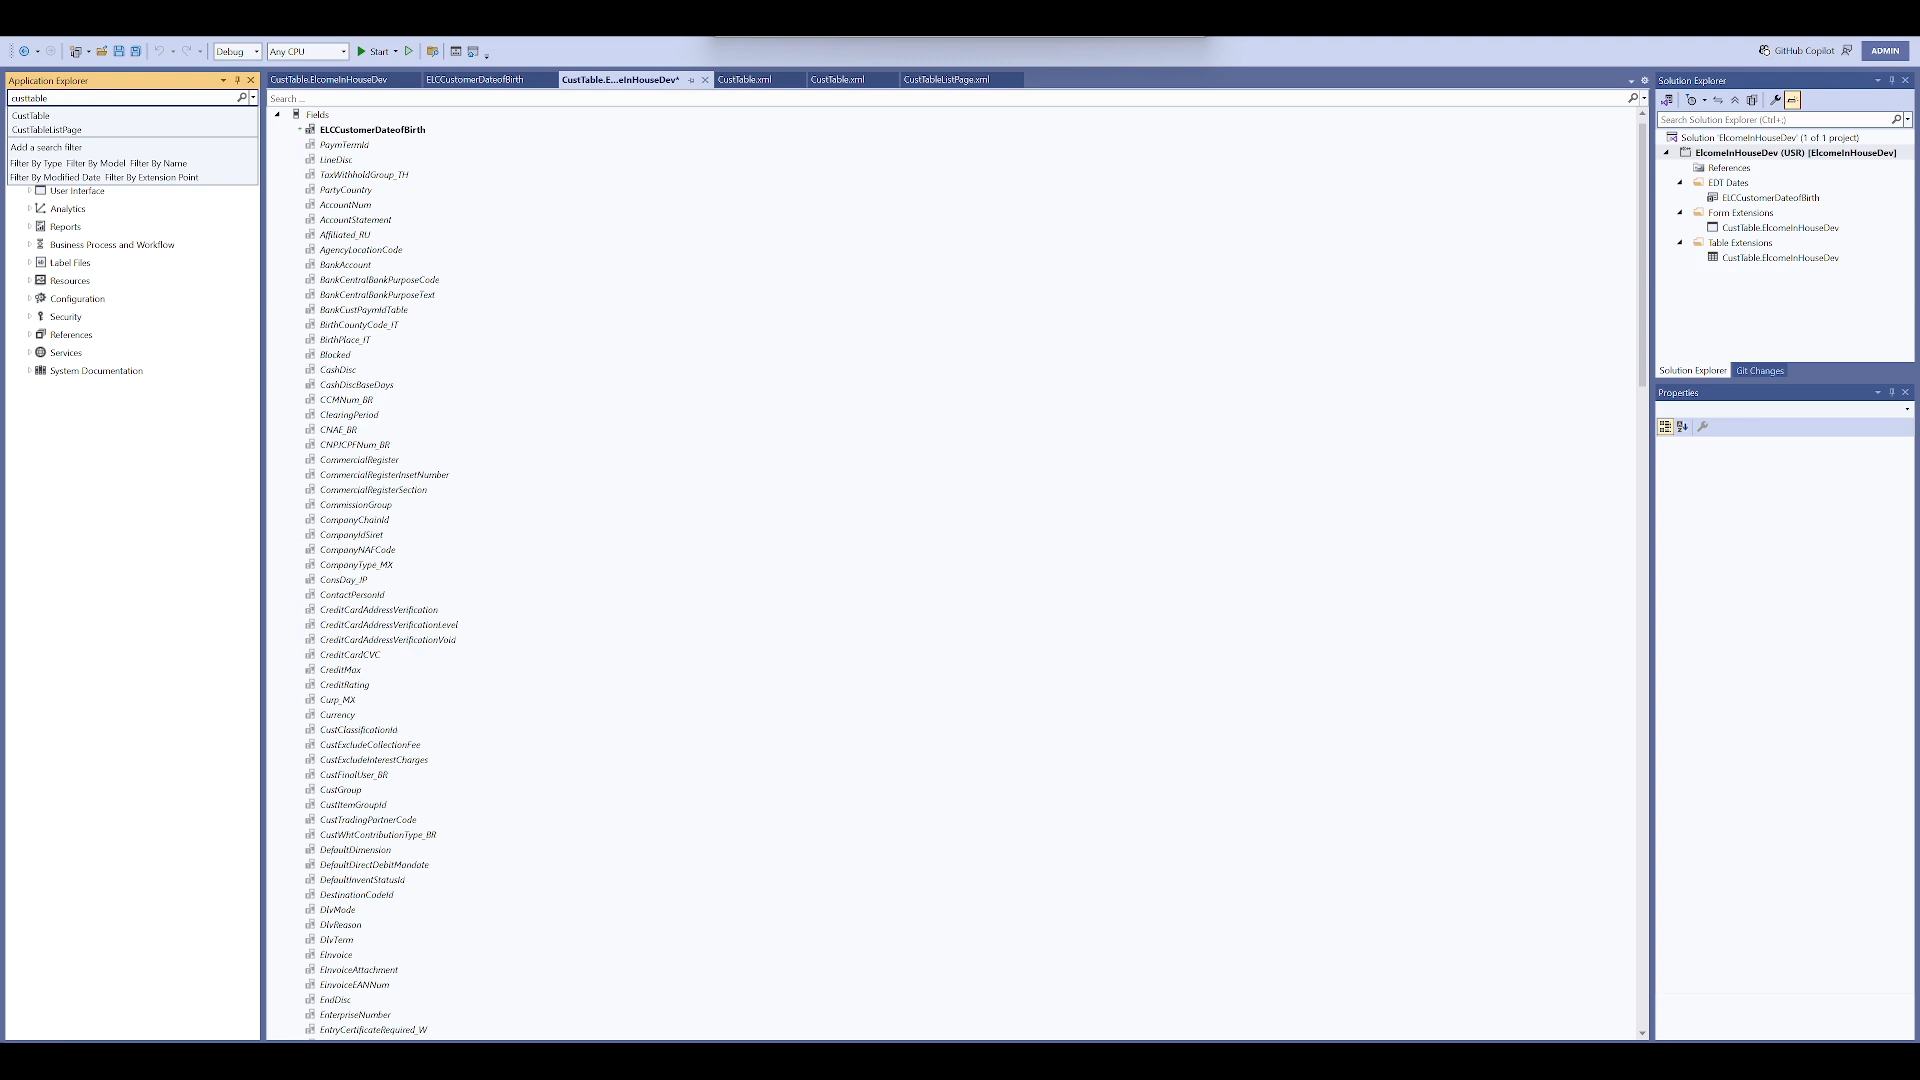 Debug
Any CPU
Start
GitHub Copilot
ADMIN
Application Explorer
custtable
CustTable
CustTableListPage
Add a search filter
Filter By Type Filter By Model Filter By Name
Filter By Modified Date Filter By Extension Point
User Interface
Analytics
Reports
Business Process and Workflow
Label Files
Resources
Configuration
Security
References
Services
System Documentation
CustTable.ElcomeInHouseDev
ELCCustomerDateofBirth
CustTable.E...eInHouseDev*
CustTable.xml
CustTable.xml
CustTableListPage.xml
Search ...
Fields
ELCCustomerDateofBirth
PaymTermId
LineDisc
TaxWithholdGroup_TH
PartyCountry
AccountNum
AccountStatement
Affiliated_RU
AgencyLocationCode
BankAccount
BankCentralBankPurposeCode
BankCentralBankPurposeText
BankCustPaymIdTable
BirthCountyCode_IT
BirthPlace_IT
Blocked
CashDisc
CashDiscBaseDays
CCMNum_BR
ClearingPeriod
CNAE_BR
CNPJCPFNum_BR
CommercialRegister
CommercialRegisterInsetNumber
CommercialRegisterSection
CommissionGroup
CompanyChainId
CompanyIdSiret
CompanyNAFCode
CompanyType_MX
ConsDay_JP
ContactPersonId
CreditCardAddressVerification
CreditCardAddressVerificationLevel
CreditCardAddressVerificationVoid
CreditCardCVC
CreditMax
CreditRating
Curp_MX
Currency
CustClassificationId
CustExcludeCollectionFee
CustExcludeInterestCharges
CustFinalUser_BR
CustGroup
CustItemGroupId
CustTradingPartnerCode
CustWhtContributionType_BR
DefaultDimension
DefaultDirectDebitMandate
DefaultInventStatusId
DestinationCodeId
DlvMode
DlvReason
DlvTerm
EInvoice
EInvoiceAttachment
EinvoiceEANNum
EndDisc
EnterpriseNumber
EntryCertificateRequired_W
Solution Explorer
Search Solution Explorer (Ctrl+;)
Solution 'ElcomeInHouseDev' (1 of 1 project)
ElcomeInHouseDev (USR) [ElcomeInHouseDev]
References
EDT Dates
ELCCustomerDateofBirth
Form Extensions
CustTable.ElcomeInHouseDev
Table Extensions
CustTable.ElcomeInHouseDev
Solution Explorer
Git Changes
Properties